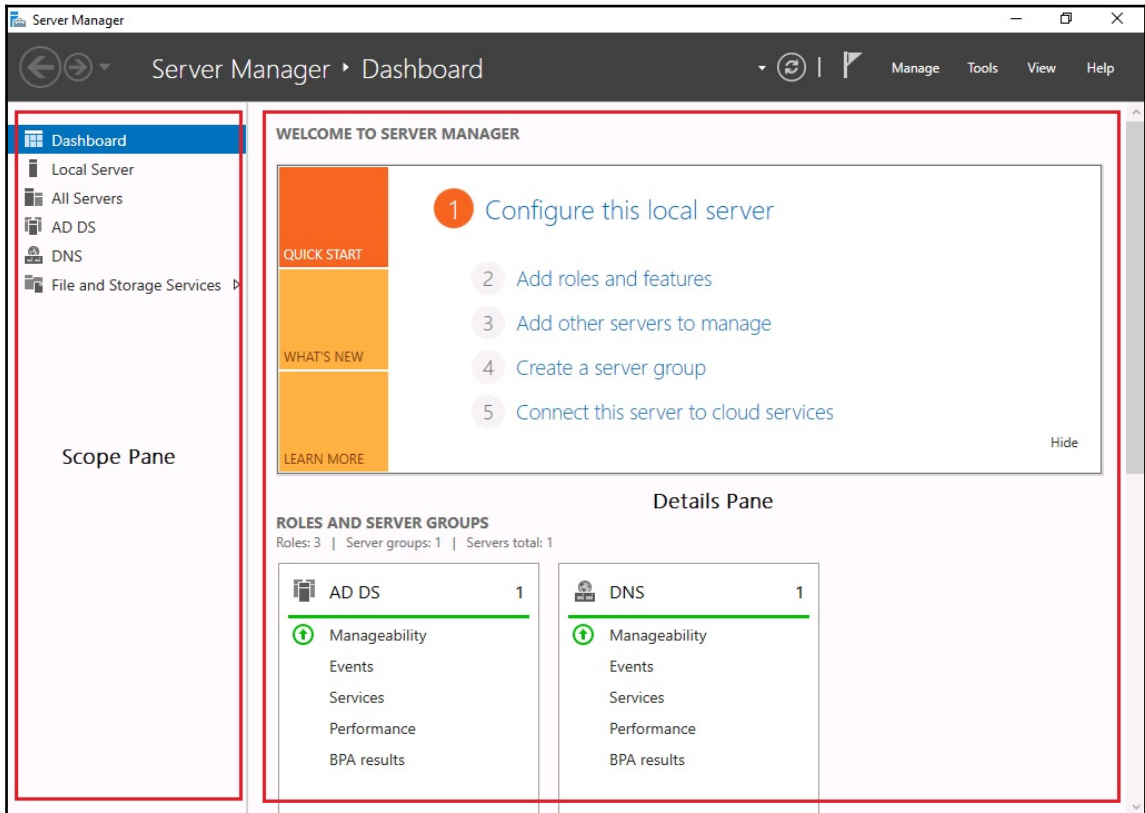 Server Manager
Server Manager ‣ Dashboard
Manage Tools View Help
Dashboard
Local Server
All Servers
AD DS
DNS
File and Storage Services
Scope Pane
WELCOME TO SERVER MANAGER
QUICK START
WHAT'S NEW
LEARN MORE
1 Configure this local server
2 Add roles and features
3 Add other servers to manage
4 Create a server group
5 Connect this server to cloud services
Hide
Details Pane
ROLES AND SERVER GROUPS
Roles: 3 | Server groups: 1 | Servers total: 1
AD DS 1
Manageability
Events
Services
Performance
BPA results
DNS 1
Manageability
Events
Services
Performance
BPA results